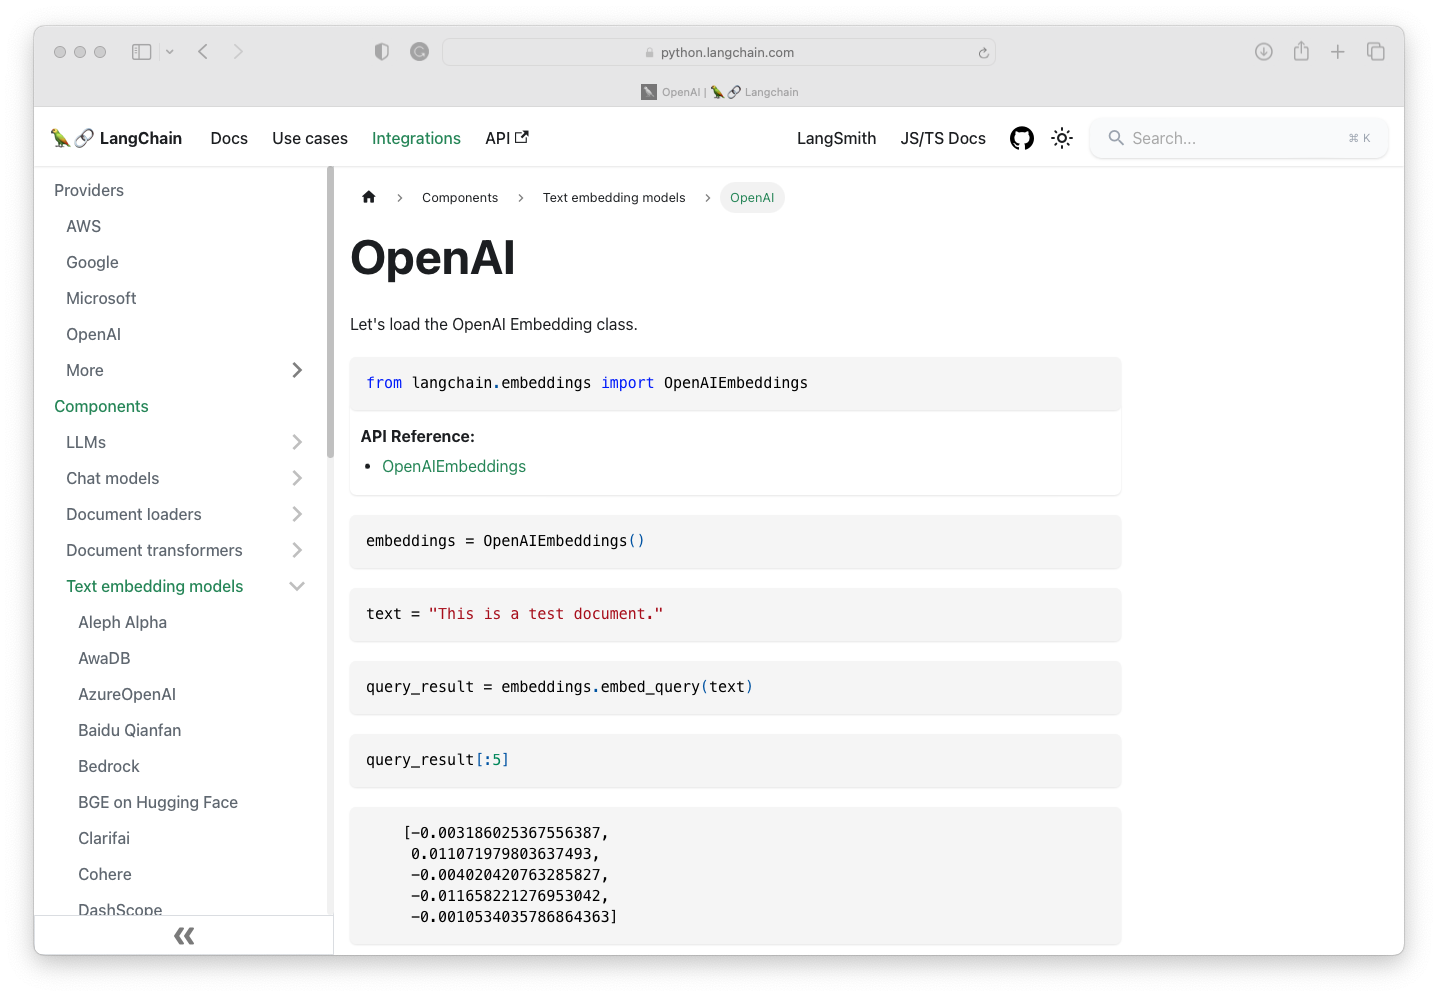 python.langchain.com
OpenAI | 🦜️🔗 Langchain
🦜️🔗 LangChain Docs Use cases Integrations API LangSmith JS/TS Docs Search... ⌘ K
Providers
AWS
Google
Microsoft
OpenAI
More
Components
LLMs
Chat models
Document loaders
Document transformers
Text embedding models
Aleph Alpha
AwaDB
AzureOpenAI
Baidu Qianfan
Bedrock
BGE on Hugging Face
Clarifai
Cohere
DashScope
Components > Text embedding models > OpenAI
OpenAI
Let's load the OpenAI Embedding class.
from langchain.embeddings import OpenAIEmbeddings
API Reference:
• OpenAIEmbeddings
embeddings = OpenAIEmbeddings()
text = "This is a test document."
query_result = embeddings.embed_query(text)
query_result[:5]
[-0.003186025367556387,
0.011071979803637493,
-0.004020420763285827,
-0.011658221276953042,
-0.0010534035786864363]